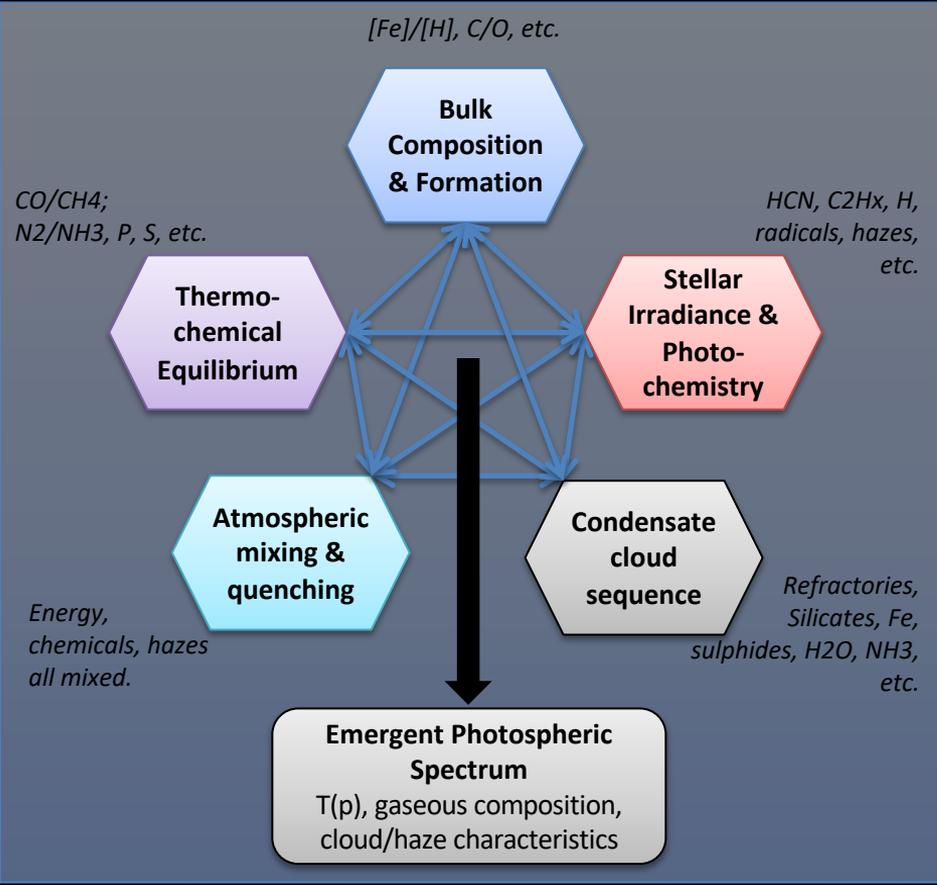 [Fe]/[H], C/O, etc.
Bulk
Composition
& Formation
CO/CH4;
N2/NH3, P, S, etc.
HCN, C2Hx, H,
radicals, hazes,
etc.
Thermo-
chemical
Equilibrium
Stellar
Irradiance &
Photo-
chemistry
Atmospheric
mixing &
quenching
Condensate
cloud
sequence
Energy,
chemicals, hazes
all mixed.
Refractories,
Silicates, Fe,
sulphides, H2O, NH3,
etc.
Emergent Photospheric
Spectrum
T(p), gaseous composition,
cloud/haze characteristics